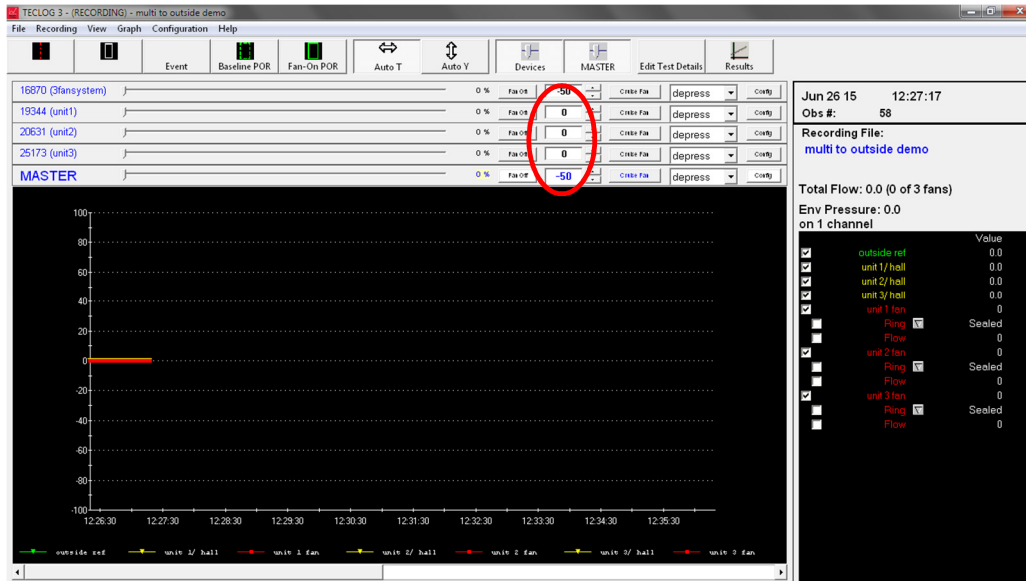 TECLOG 3 - (RECORDING) - multi to outside demo
File Recording View Graph Configuration Help
Event Baseline POR Fan-On POR Auto T Auto Y Devices MASTER Edit Test Details Results
16870 (3fansystem) 0 % Fan Off -50 Cruise Fan depress Config
19344 (unit1) 0 % Fan Off 0 Cruise Fan depress Config
20631 (unit2) 0 % Fan Off 0 Cruise Fan depress Config
25173 (unit3) 0 % Fan Off 0 Cruise Fan depress Config
MASTER 0 % Fan Off -50 Cruise Fan depress Config
Jun 26 15 12:27:17
Obs #: 58
Recording File:
multi to outside demo
Total Flow: 0.0 (0 of 3 fans)
Env Pressure: 0.0
on 1 channel
Value
outside ref 0.0
unit 1/ hall 0.0
unit 2/ hall 0.0
unit 3/ hall 0.0
unit 1 fan 0
Ring Sealed
Flow 0
unit 2 fan 0
Ring Sealed
Flow 0
unit 3 fan 0
Ring Sealed
Flow 0
100
80
60
40
20
0
-20
-40
-60
-80
-100
12:26:30 12:27:30 12:28:30 12:29:30 12:30:30 12:31:30 12:32:30 12:33:30 12:34:30 12:35:30
outside ref unit 1/ hall unit 1 fan unit 2/ hall unit 2 fan unit 3/ hall unit 3 fan